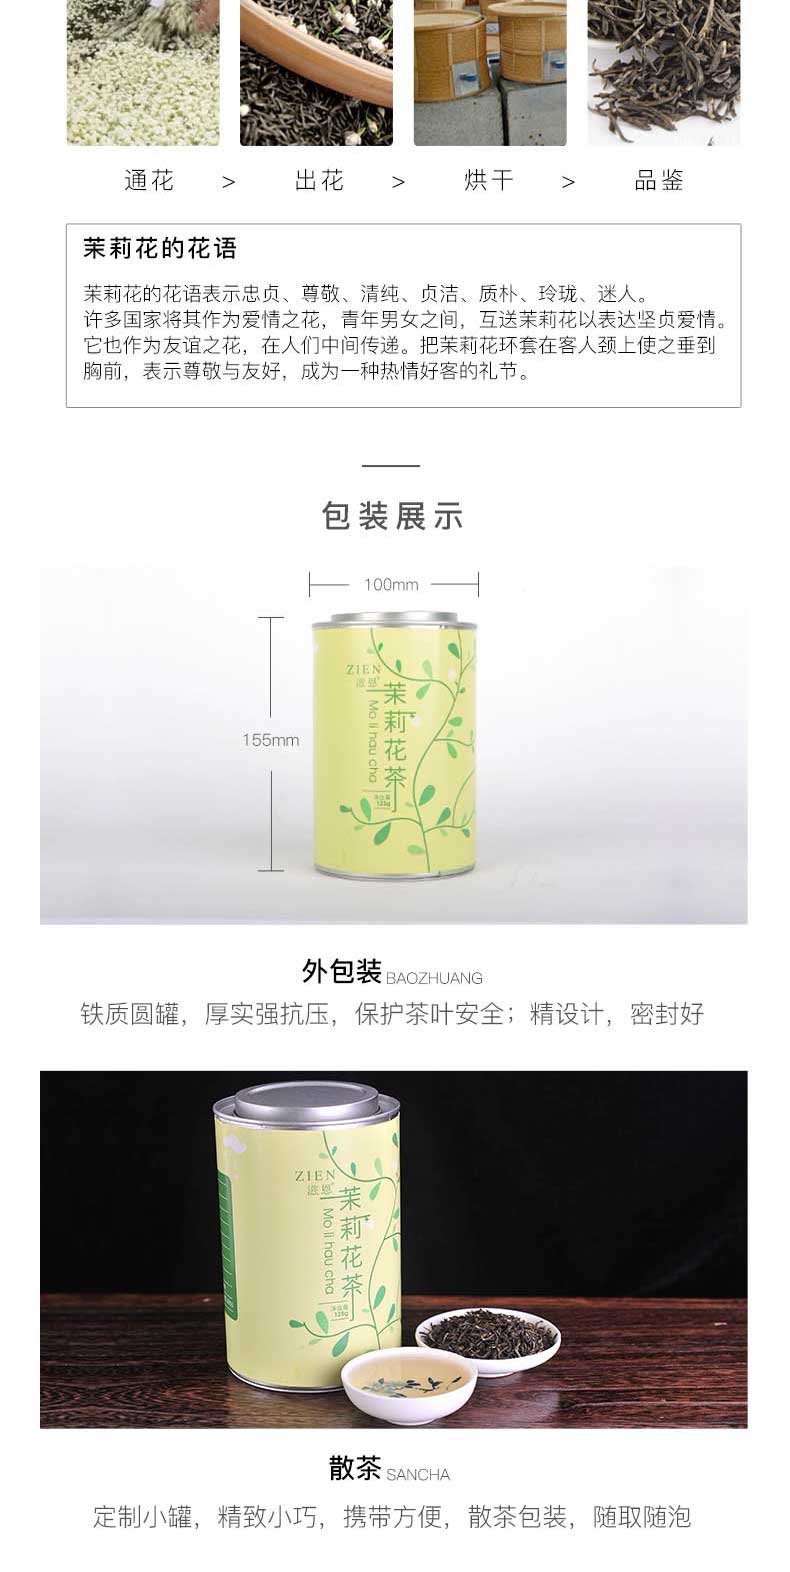 通花 > 出花 > 烘干 > 品鉴
茉莉花的花语
茉莉花的花语表示忠贞、尊敬、清纯、贞洁、质朴、玲珑、迷人。
许多国家将其作为爱情之花，青年男女之间，互送茉莉花以表达坚贞爱情。
它也作为友谊之花，在人们中间传递。把茉莉花环套在客人颈上使之垂到
胸前，表示尊敬与友好，成为一种热情好客的礼节。
包装展示
100mm
155mm
ZIEN
滋恩
茉莉花茶
Mo li hau cha
净含量
125g
外包装 BAOZHUANG
铁质圆罐，厚实强抗压，保护茶叶安全；精设计，密封好
ZIEN
滋恩
茉莉花茶
Mo li hau cha
净含量
125g
散茶 SANCHA
定制小罐，精致小巧，携带方便，散茶包装，随取随泡